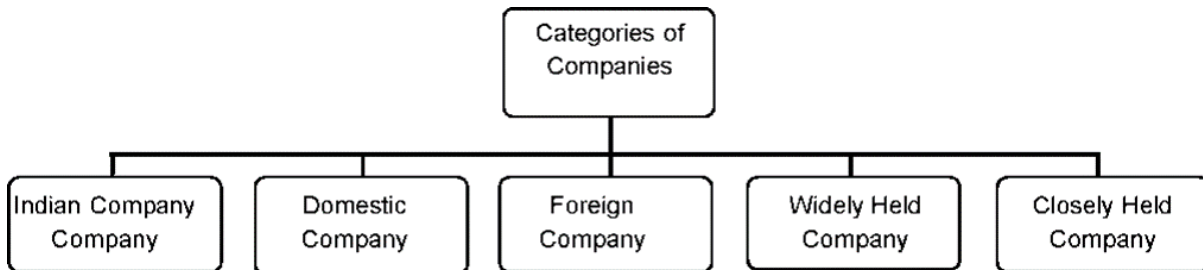 Categories of
Companies
Indian Company
Company
Domestic
Company
Foreign
Company
Widely Held
Company
Closely Held
Company